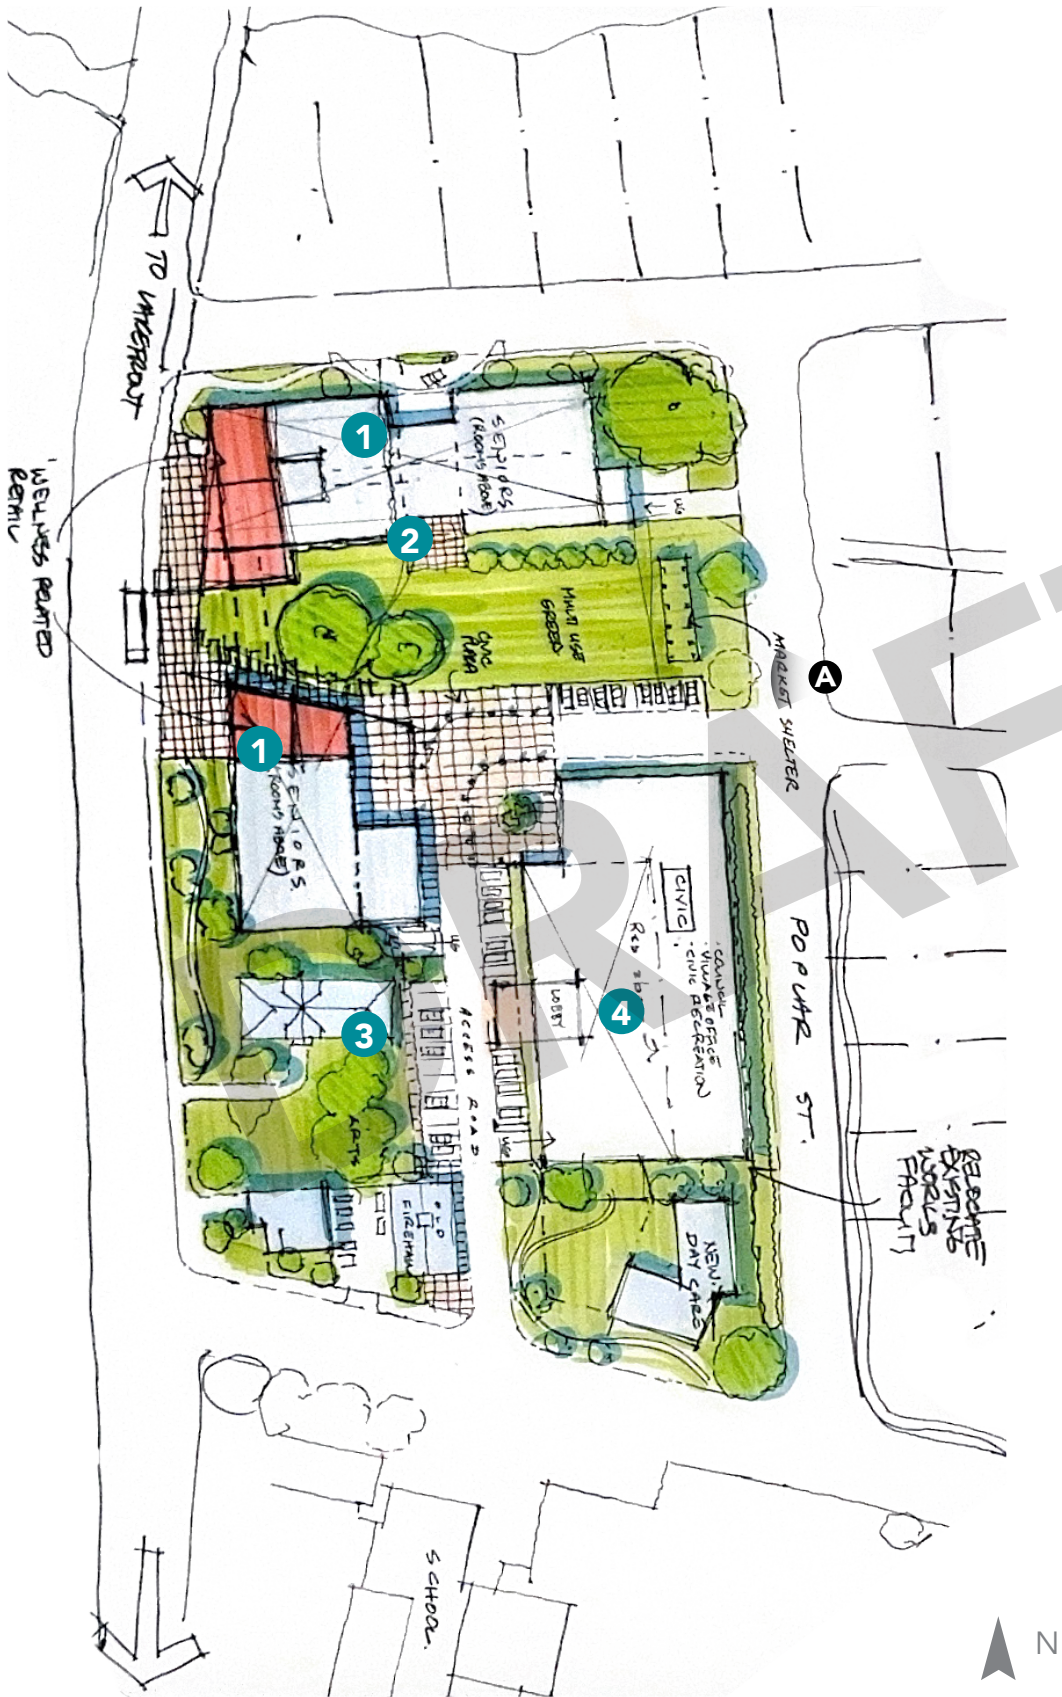 TO WATERFRONT
WELLNESS RELATED
RETAIL
1
SENIORS
(ROOMS ABOVE)
2
MULTI USE
GREEN
CIVIC
PLAZA
MARKET SHELTER
A
1
SENIORS
(ROOMS ABOVE)
DRAFT
CIVIC
· COUNCIL
· VILLAGE OFFICE
· CIVIC RECREATION
LOBBY
4
POPLAR ST.
3
ARTS
ACCESS ROAD
OLD
FIREHALL
RELOCATE
EXISTING
WORKS
FACILITY
NEW
DAY CARE
SCHOOL
N